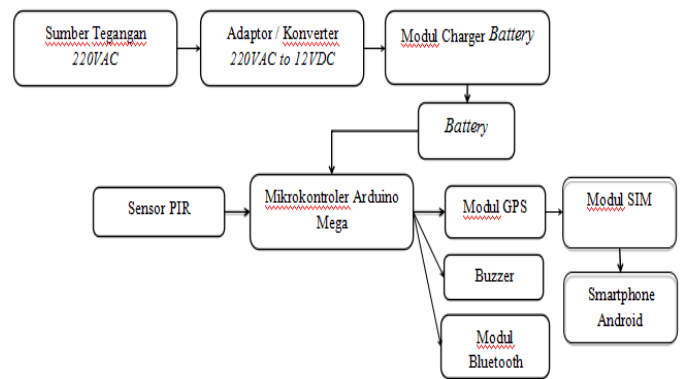 Sumber Tegangan
220VAC
Adaptor / Konverter
220VAC to 12VDC
Modul Charger Battery
Battery
Sensor PIR
Mikrokontroler Arduino
Mega
Modul GPS
Modul SIM
Buzzer
Smartphone
Android
Modul
Bluetooth